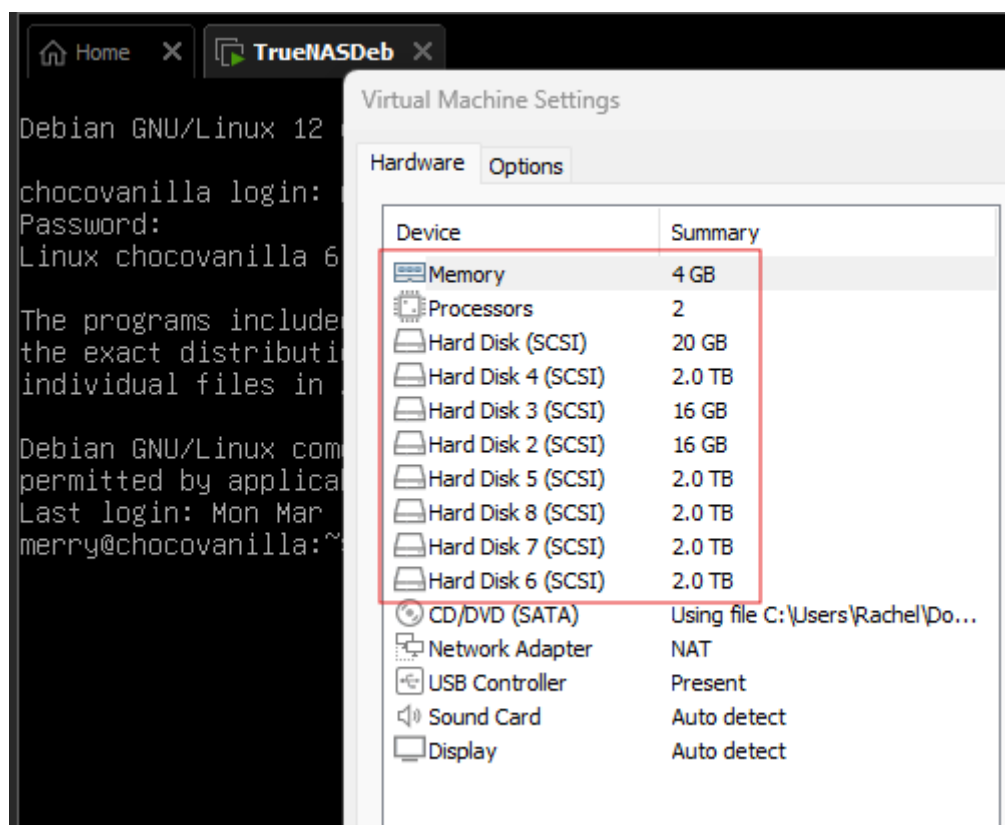 Home
TrueNASDeb
Debian GNU/Linux 12
chocovanilla login:
Password:
Linux chocovanilla 6
The programs include
the exact distributi
individual files in
Debian GNU/Linux com
permitted by applica
Last login: Mon Mar
merry@chocovanilla:~
Virtual Machine Settings
Hardware Options
Device Summary
Memory 4 GB
Processors 2
Hard Disk (SCSI) 20 GB
Hard Disk 4 (SCSI) 2.0 TB
Hard Disk 3 (SCSI) 16 GB
Hard Disk 2 (SCSI) 16 GB
Hard Disk 5 (SCSI) 2.0 TB
Hard Disk 8 (SCSI) 2.0 TB
Hard Disk 7 (SCSI) 2.0 TB
Hard Disk 6 (SCSI) 2.0 TB
CD/DVD (SATA) Using file C:\Users\Rachel\Do...
Network Adapter NAT
USB Controller Present
Sound Card Auto detect
Display Auto detect